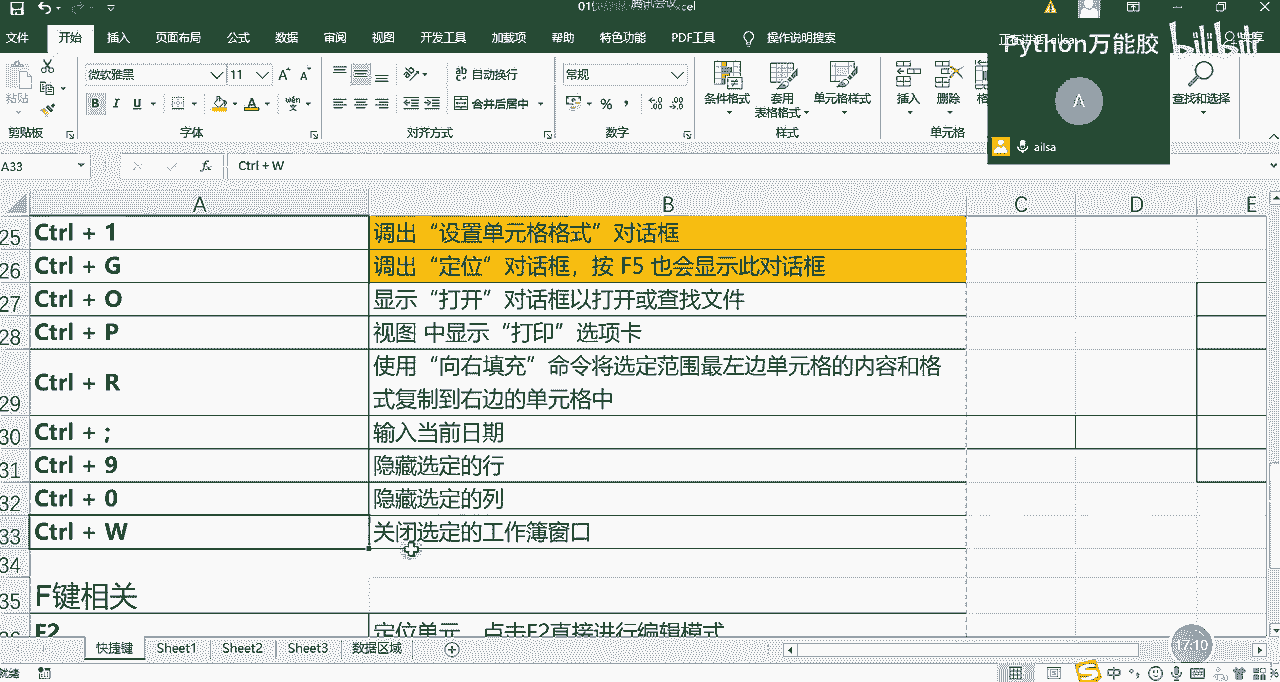 文件 开始 插入 页面布局 公式 数据 审阅 视图 开发工具 加载项 帮助 特色功能 PDF工具 操作说明搜索
Python万能胶 bilibili
A
ailsa
粘贴
微软雅黑 11
B I U
自动换行
合并后居中
常规
条件格式
套用
表格格式
单元格样式
插入
删除
查找和选择
剪贴板 字体 对齐方式 数字 样式 单元格
A33 fx Ctrl + W
A B C D E
25 Ctrl + 1 调出“设置单元格格式”对话框
26 Ctrl + G 调出“定位”对话框，按 F5 也会显示此对话框
27 Ctrl + O 显示“打开”对话框以打开或查找文件
28 Ctrl + P 视图 中显示“打印”选项卡
29 Ctrl + R 使用“向右填充”命令将选定范围最左边单元格的内容和格
式复制到右边的单元格中
30 Ctrl + ; 输入当前日期
31 Ctrl + 9 隐藏选定的行
32 Ctrl + 0 隐藏选定的列
33 Ctrl + W 关闭选定的工作簿窗口
34
35 F键相关
F2 定位单元，点击F2直接进行编辑模式
快捷键 Sheet1 Sheet2 Sheet3 数据区域
17:10
就绪
中